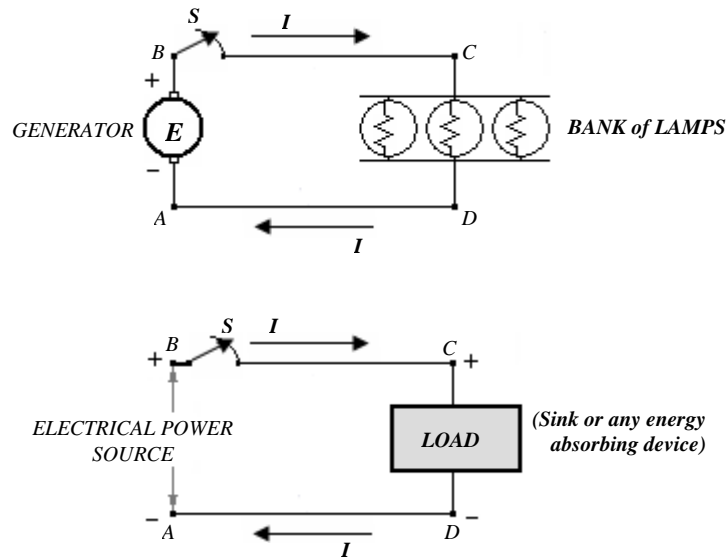 S
I
B
C
+
GENERATOR
E
BANK of LAMPS
−
A
D
I
S
I
B
C
+
+
ELECTRICAL POWER
SOURCE
LOAD
(Sink or any energy
absorbing device)
−
A
D
−
I